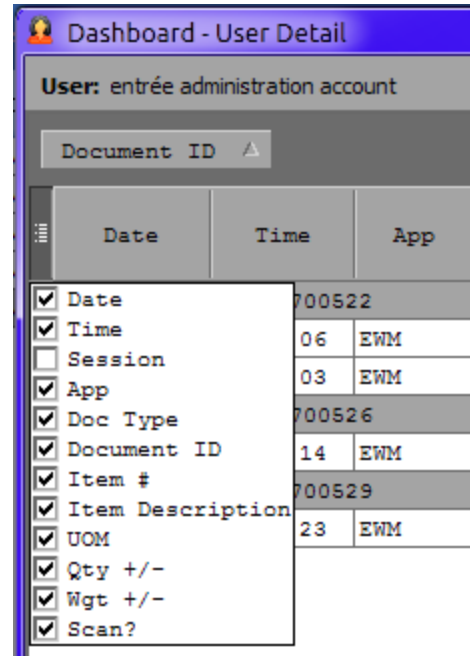 Dashboard - User Detail
User: entrée administration account
Document ID
Date Time App
Date 700522
Time 06 EWM
Session
App 03 EWM
Doc Type 700526
Document ID 14 EWM
Item #
Item Description 700529
UOM 23 EWM
Qty +/-
Wgt +/-
Scan?